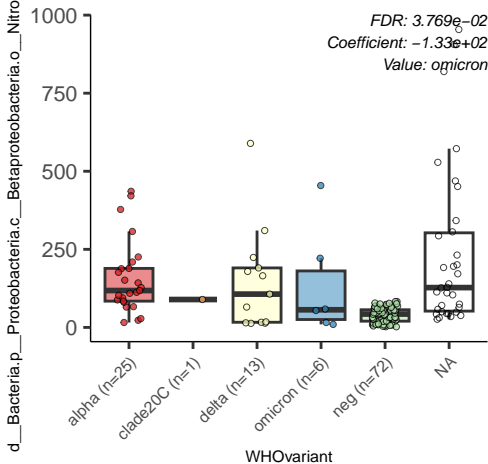 d__Bacteria.p__Proteobacteria.c__Betaproteobacteria.o__Nitro
1000
750
500
250
0
FDR: 3.769e−02
Coefficient: −1.33e+02
Value: omicron
alpha (n=25)
clade20C (n=1)
delta (n=13)
omicron (n=6)
neg (n=72)
NA
WHOvariant